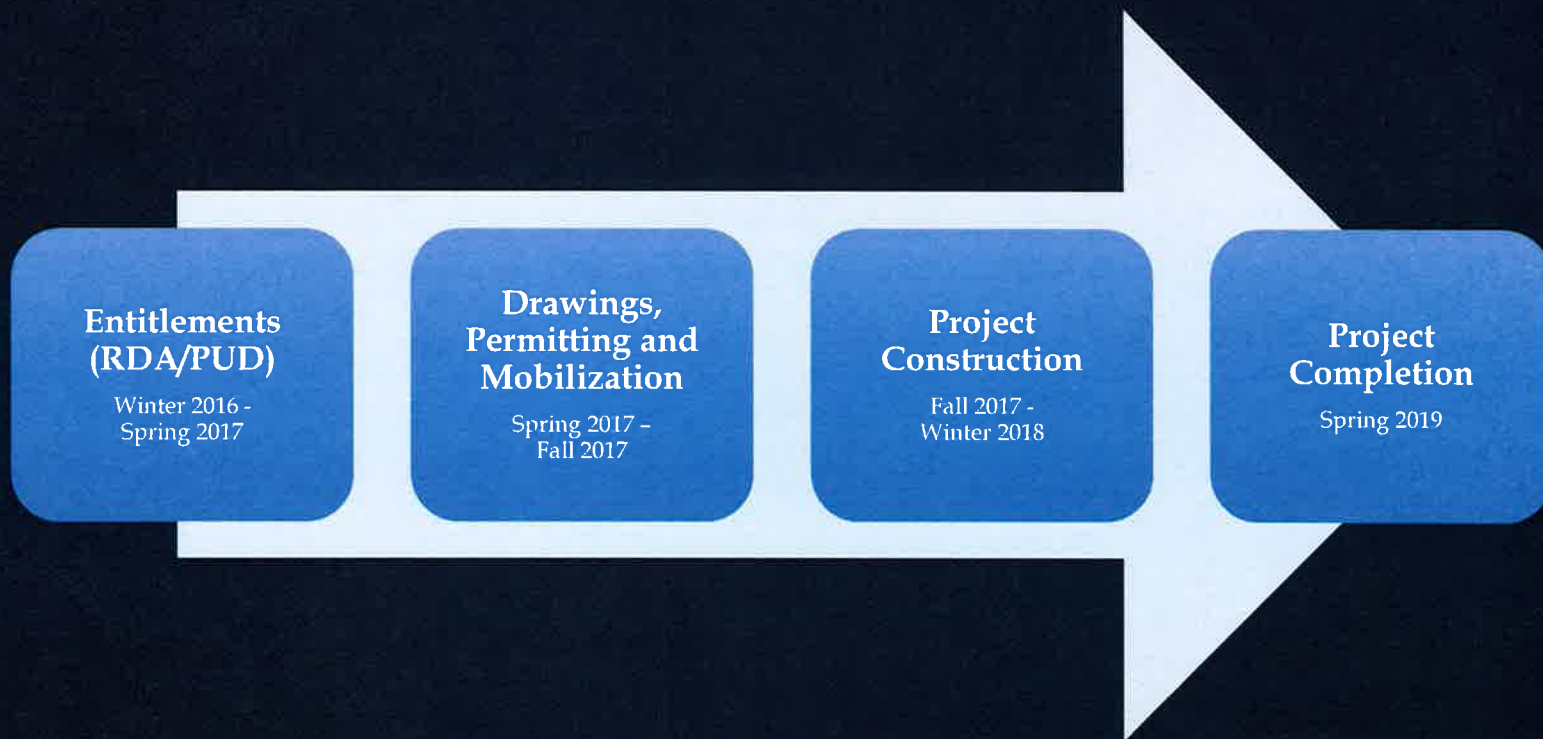 Entitlements
(RDA/PUD)
Winter 2016 -
Spring 2017
Drawings,
Permitting and
Mobilization
Spring 2017 –
Fall 2017
Project
Construction
Fall 2017 -
Winter 2018
Project
Completion
Spring 2019